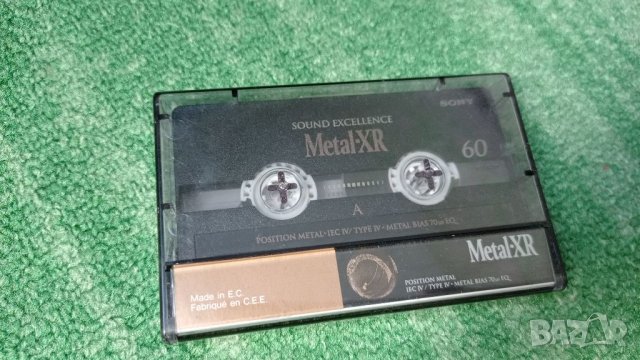 SONY
SOUND EXCELLENCE
Metal-XR
60
A
POSITION METAL • IEC IV/TYPE IV • METAL BIAS 70µs EQ
Metal-XR
POSITION METAL
IEC IV/TYPE IV • METAL BIAS 70µs EQ
Made in E.C
Fabriqué en C.E.E.
BAZAR